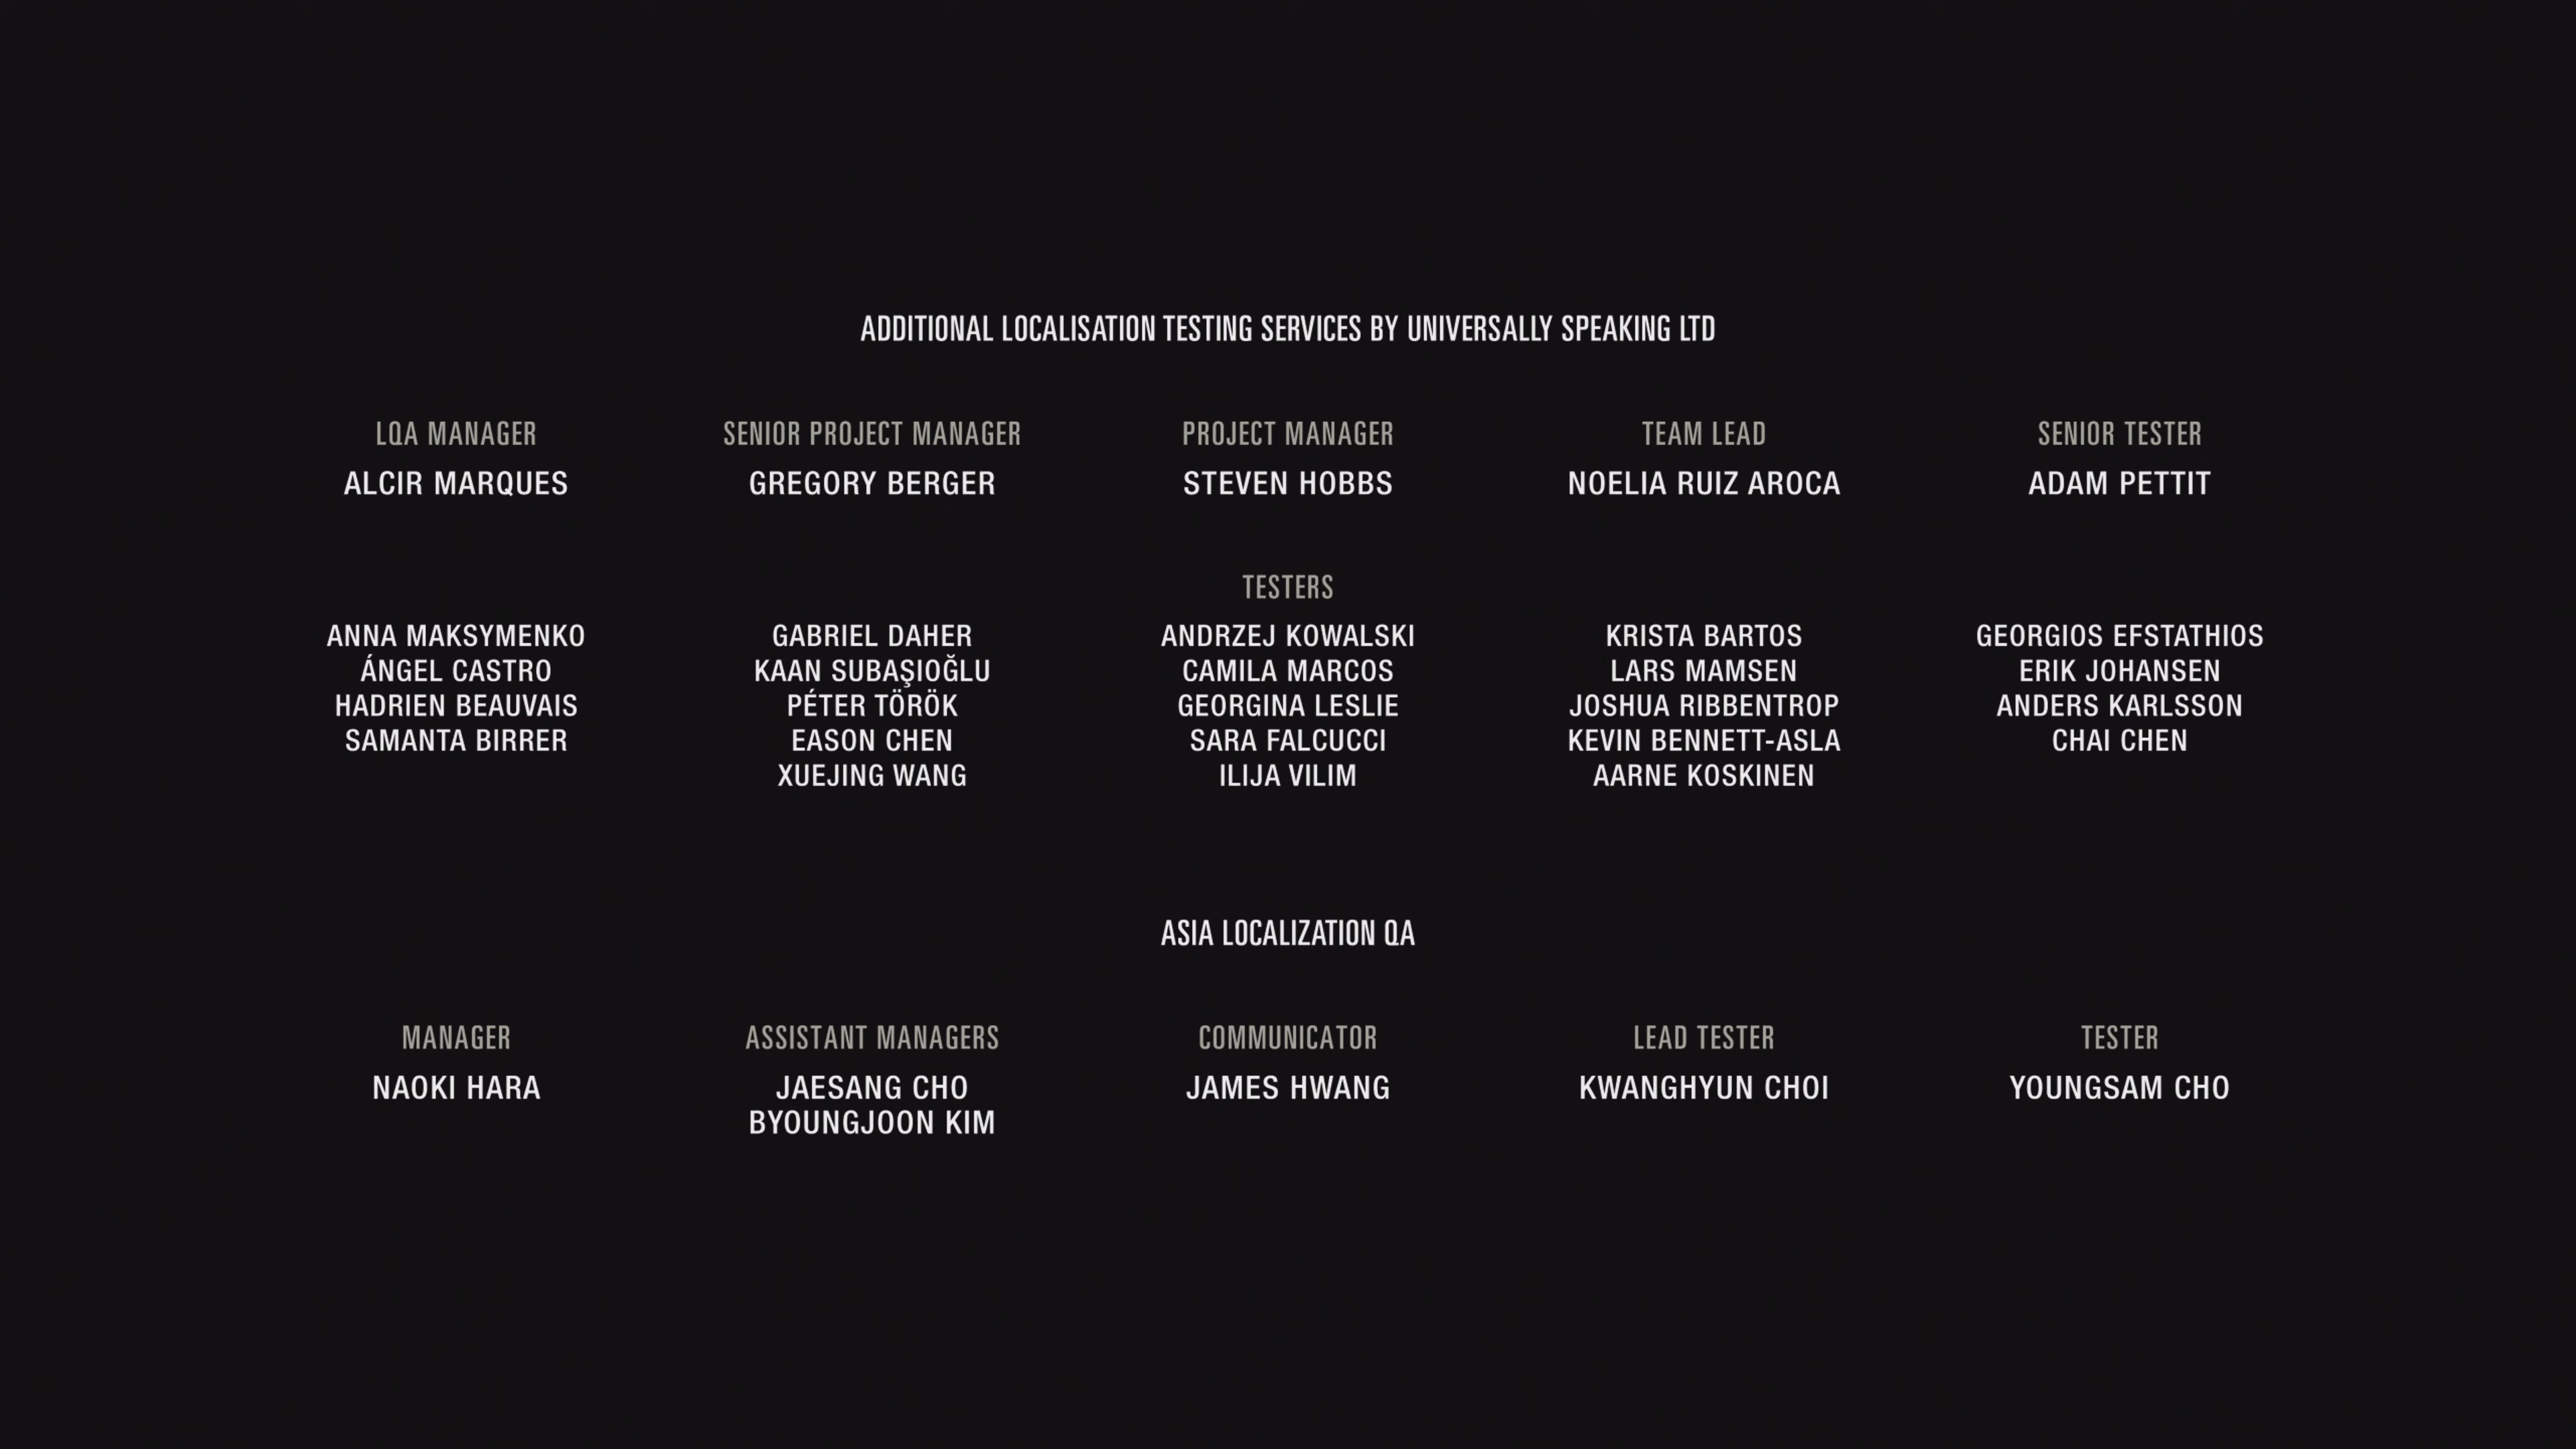 ADDITIONAL LOCALISATION TESTING SERVICES BY UNIVERSALLY SPEAKING LTD
LQA MANAGER
ALCIR MARQUES
SENIOR PROJECT MANAGER
GREGORY BERGER
PROJECT MANAGER
STEVEN HOBBS
TEAM LEAD
NOELIA RUIZ AROCA
SENIOR TESTER
ADAM PETTIT
TESTERS
ANNA MAKSYMENKO
ÁNGEL CASTRO
HADRIEN BEAUVAIS
SAMANTA BIRRER
GABRIEL DAHER
KAAN SUBAŞIOĞLU
PÉTER TÖRÖK
EASON CHEN
XUEJING WANG
ANDRZEJ KOWALSKI
CAMILA MARCOS
GEORGINA LESLIE
SARA FALCUCCI
ILIJA VILIM
KRISTA BARTOS
LARS MAMSEN
JOSHUA RIBBENTROP
KEVIN BENNETT-ASLA
AARNE KOSKINEN
GEORGIOS EFSTATHIOS
ERIK JOHANSEN
ANDERS KARLSSON
CHAI CHEN
ASIA LOCALIZATION QA
MANAGER
NAOKI HARA
ASSISTANT MANAGERS
JAESANG CHO
BYOUNGJOON KIM
COMMUNICATOR
JAMES HWANG
LEAD TESTER
KWANGHYUN CHOI
TESTER
YOUNGSAM CHO